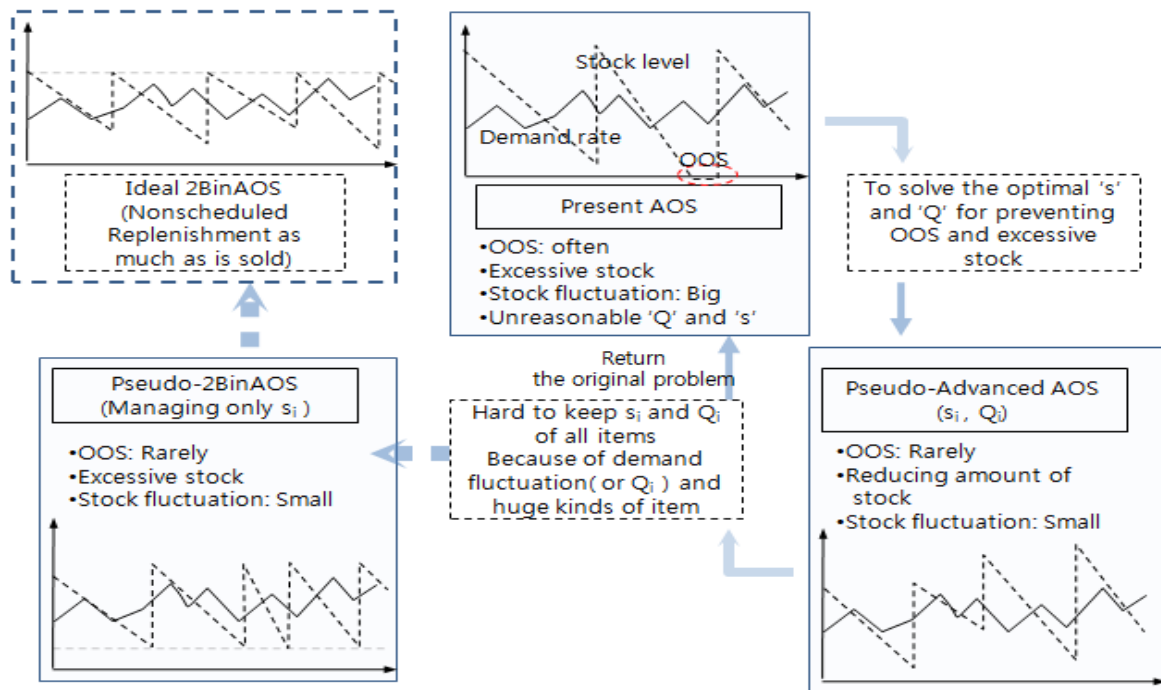 Ideal 2BinAOS
(Nonscheduled
Replenishment as
much as is sold)
Stock level
Demand rate
OOS
Present AOS
•OOS: often
•Excessive stock
•Stock fluctuation: Big
•Unreasonable ‘Q’ and ‘s’
To solve the optimal ‘s’
and ‘Q’ for preventing
OOS and excessive
stock
Return
the original problem
Pseudo-2BinAOS
(Managing only sᵢ )
•OOS: Rarely
•Excessive stock
•Stock fluctuation: Small
Hard to keep sᵢ and Qᵢ
of all items
Because of demand
fluctuation( or Qᵢ ) and
huge kinds of item
Pseudo-Advanced AOS
(sᵢ , Qᵢ)
•OOS: Rarely
•Reducing amount of
stock
•Stock fluctuation: Small